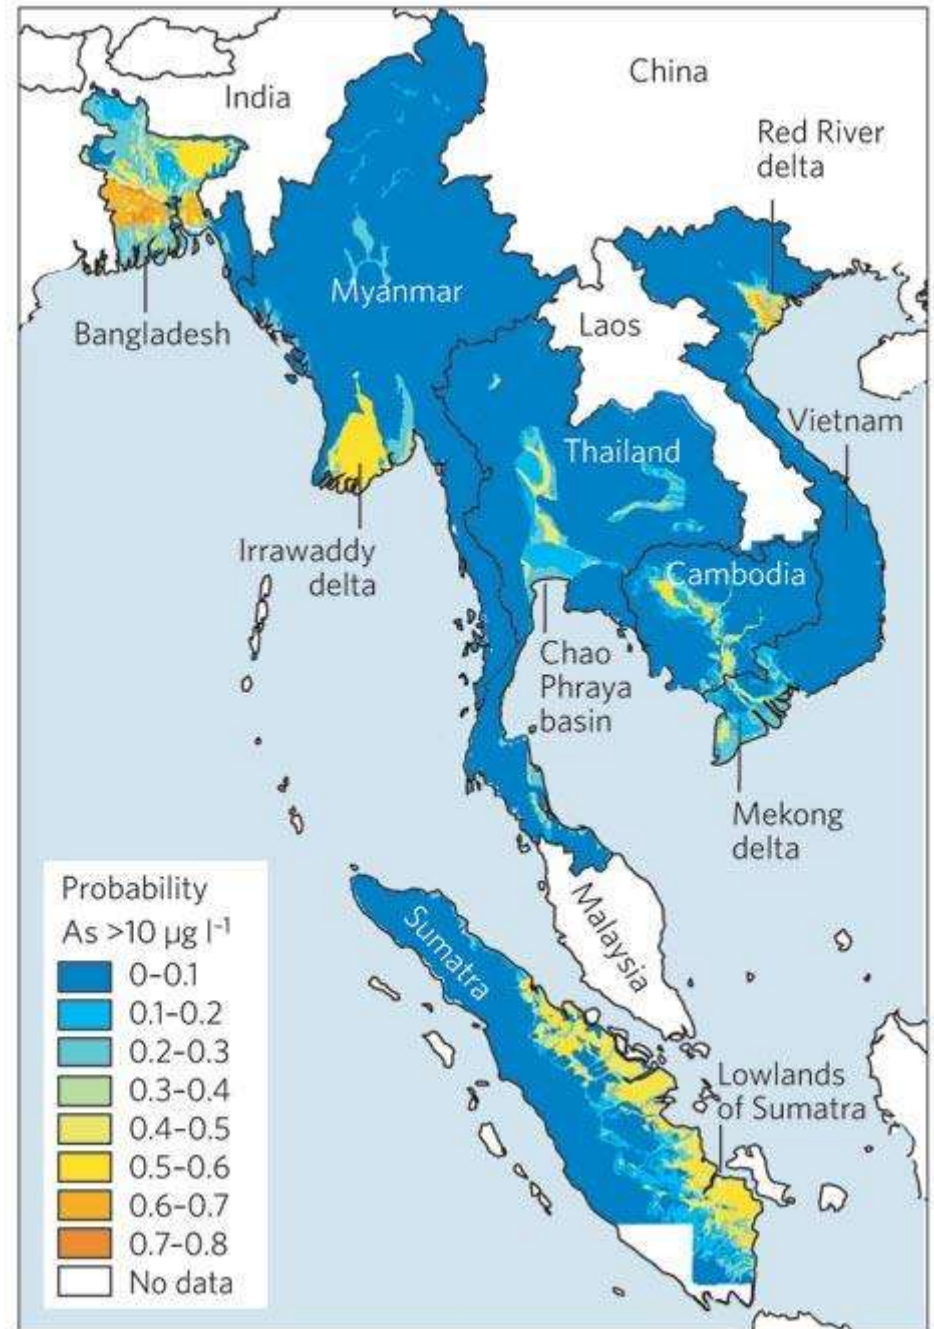 India
China
Red River
delta
Myanmar
Bangladesh
Laos
Vietnam
Thailand
Irrawaddy
delta
Cambodia
Chao
Phraya
basin
Mekong
delta
Malaysia
Sumatra
Lowlands
of Sumatra
Probability
As >10 µg l⁻¹
0–0.1
0.1–0.2
0.2–0.3
0.3–0.4
0.4–0.5
0.5–0.6
0.6–0.7
0.7–0.8
No data